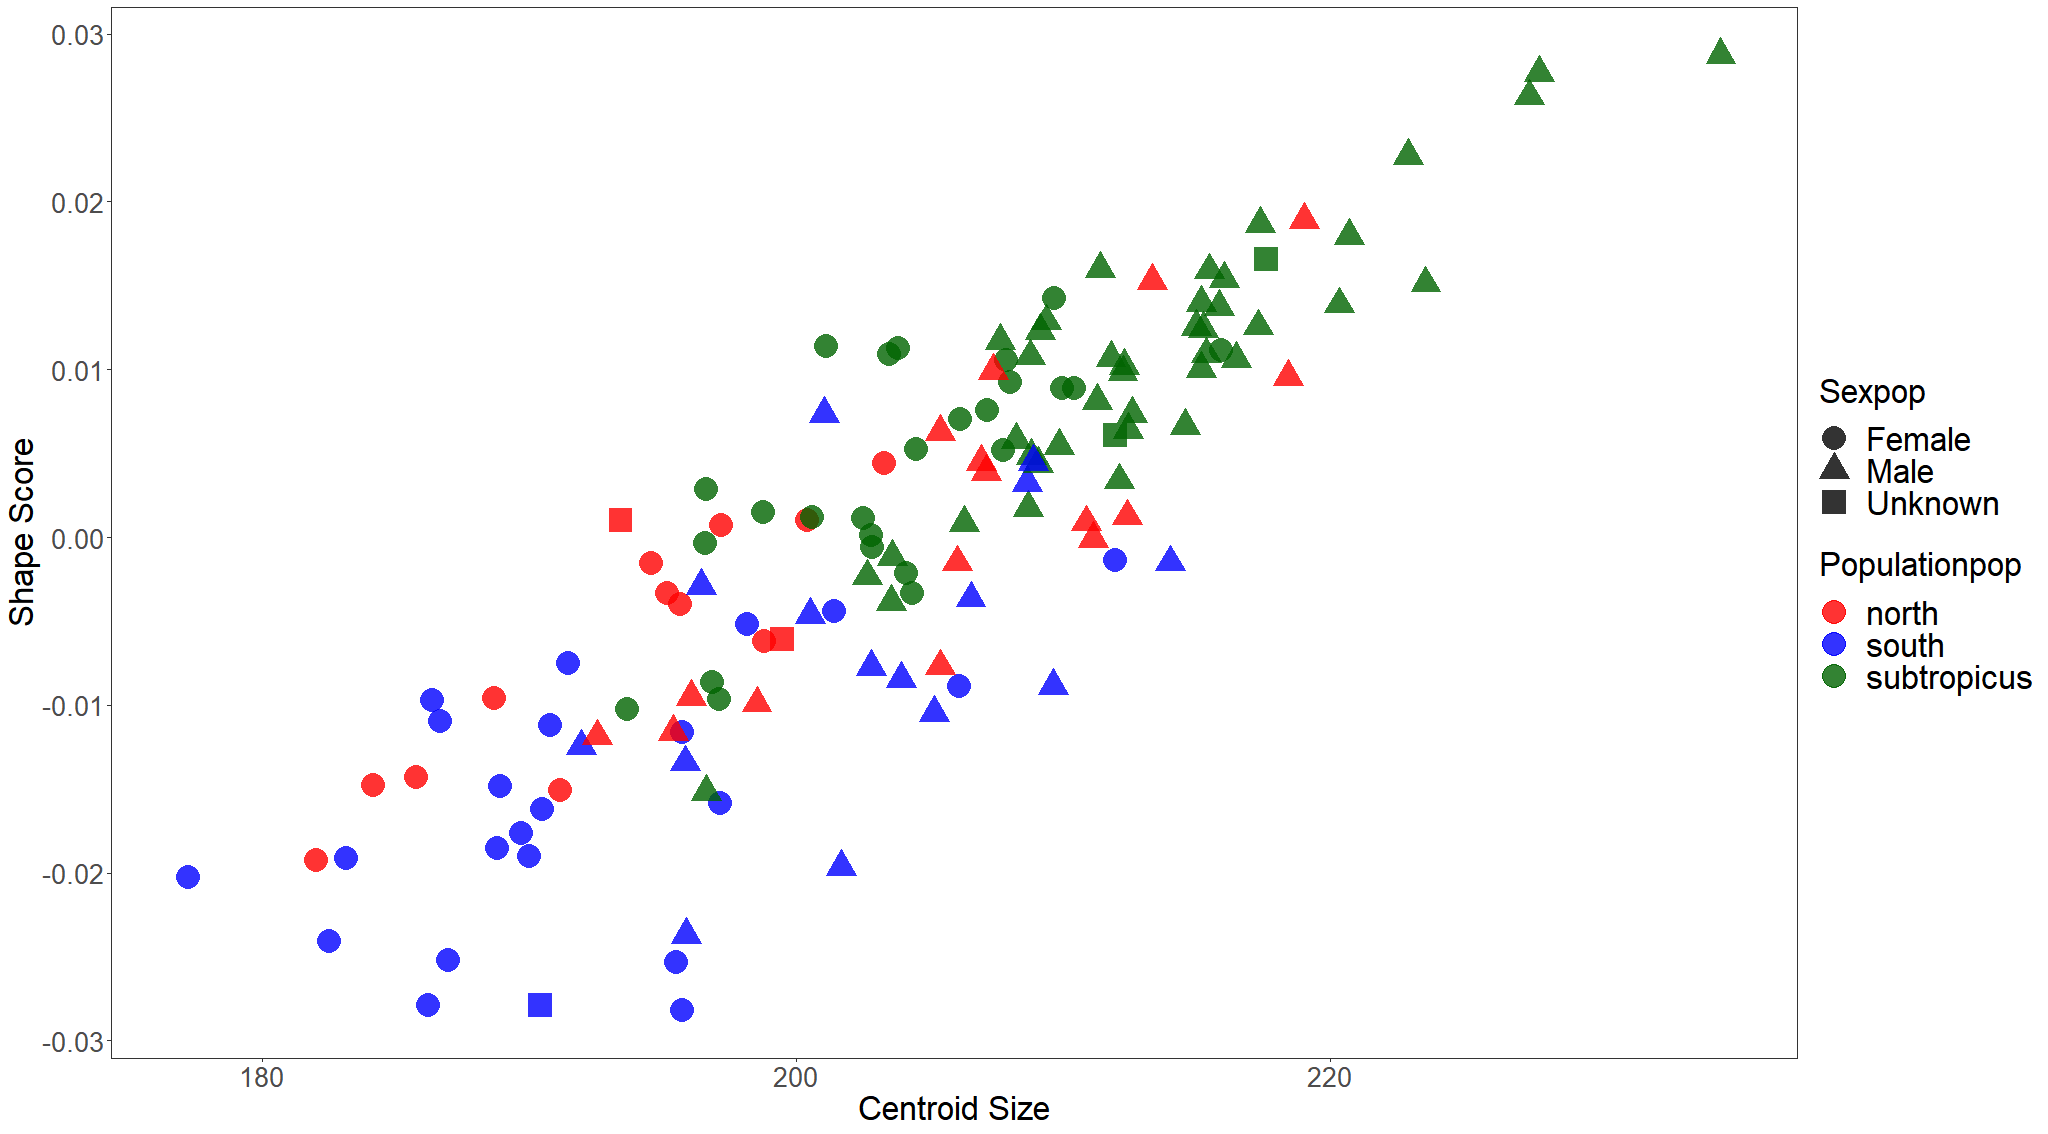 0.03
0.02
0.01
0.00
-0.01
-0.02
-0.03
Shape Score
180
200
220
Centroid Size
Sexpop
Female
Male
Unknown
Populationpop
north
south
subtropicus